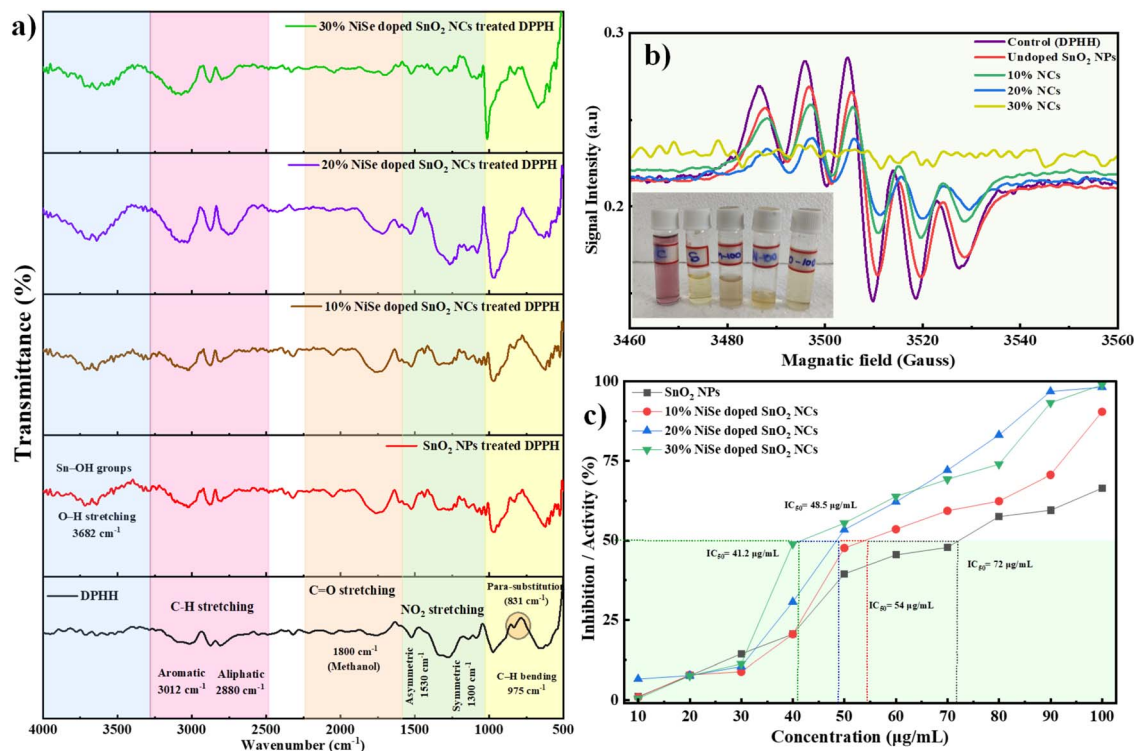 a)
30% NiSe doped SnO₂ NCs treated DPPH
20% NiSe doped SnO₂ NCs treated DPPH
10% NiSe doped SnO₂ NCs treated DPPH
SnO₂ NPs treated DPPH
Sn–OH groups
O–H stretching
3682 cm⁻¹
DPHH
C-H stretching
Aromatic
3012 cm⁻¹
Aliphatic
2880 cm⁻¹
C=O stretching
1800 cm⁻¹
(Methanol)
NO₂ stretching
Asymmetric
1530 cm⁻¹
Symmetric
1300 cm⁻¹
Para-substitution
(831 cm⁻¹)
C–H bending
975 cm⁻¹
Transmittance (%)
4000 3500 3000 2500 2000 1500 1000 500
Wavenumber (cm⁻¹)
b)
Control (DPHH)
Undoped SnO₂ NPs
10% NCs
20% NCs
30% NCs
0.3
0.2
Signal Intensity (a.u)
3460 3480 3500 3520 3540 3560
Magnatic field (Gauss)
c)
SnO₂ NPs
10% NiSe doped SnO₂ NCs
20% NiSe doped SnO₂ NCs
30% NiSe doped SnO₂ NCs
IC₅₀= 48.5 µg/mL
IC₅₀= 41.2 µg/mL
IC₅₀= 72 µg/mL
IC₅₀= 54 µg/mL
100
75
50
25
0
Inhibition / Activity (%)
10 20 30 40 50 60 70 80 90 100
Concentration (µg/mL)